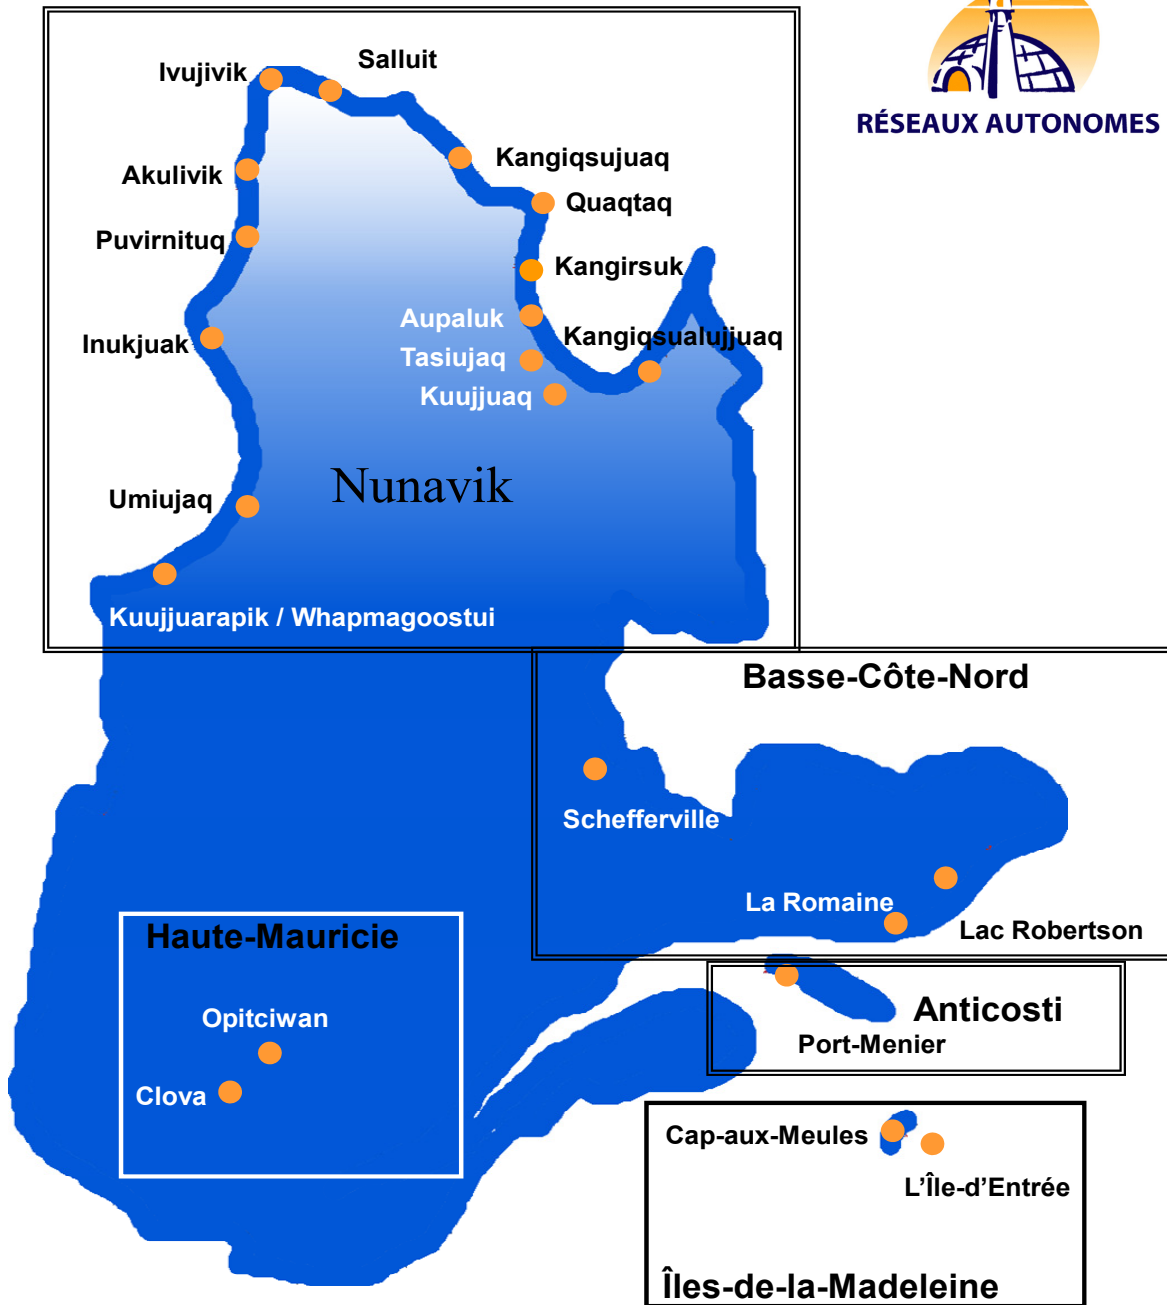 RÉSEAUX AUTONOMES
Salluit
Ivujivik
Kangiqsujuaq
Akulivik
Quaqtaq
Puvirnituq
Kangirsuk
Aupaluk
Kangiqsualujjuaq
Inukjuak
Tasiujaq
Kuujjuaq
Nunavik
Umiujaq
Kuujjuarapik / Whapmagoostui
Basse-Côte-Nord
Schefferville
La Romaine
Lac Robertson
Haute-Mauricie
Anticosti
Opitciwan
Port-Menier
Clova
Cap-aux-Meules
L'Île-d'Entrée
Îles-de-la-Madeleine